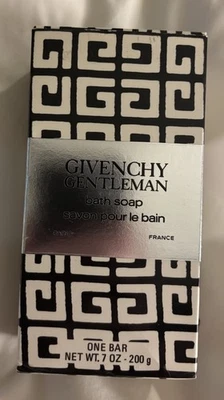 GIVENCHY
GENTLEMAN
bath soap
savon pour le bain
FRANCE
ONE BAR
NET WT. 7 OZ - 200 g